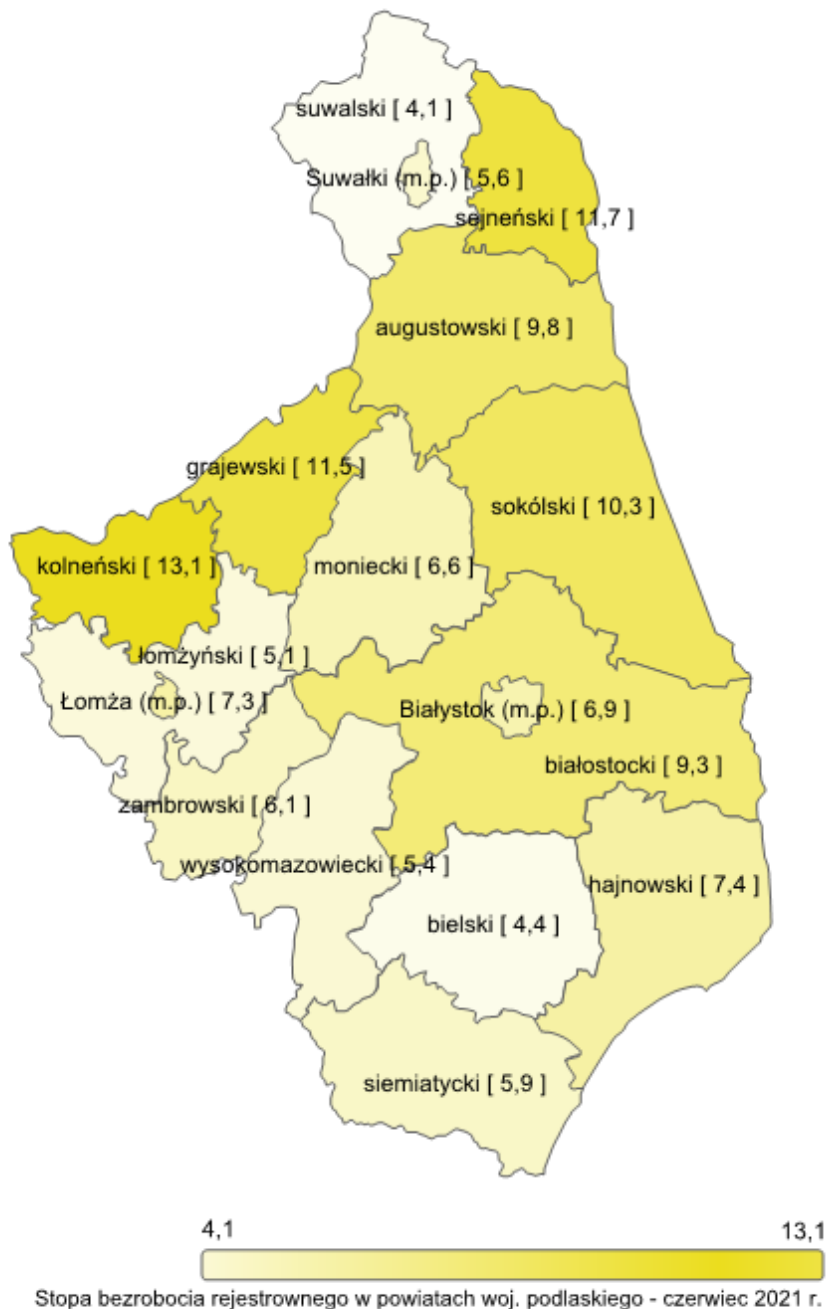 suwalski [ 4,1 ]
Suwałki (m.p.) [ 5,6 ]
sejneński [ 11,7 ]
augustowski [ 9,8 ]
grajewski [ 11,5 ]
sokólski [ 10,3 ]
kolneński [ 13,1 ]
moniecki [ 6,6 ]
łomżyński [ 5,1 ]
Łomża (m.p.) [ 7,3 ]
Białystok (m.p.) [ 6,9 ]
białostocki [ 9,3 ]
zambrowski [ 6,1 ]
wysokomazowiecki [ 5,4 ]
hajnowski [ 7,4 ]
bielski [ 4,4 ]
siemiatycki [ 5,9 ]
4,1 13,1
Stopa bezrobocia rejestrownego w powiatach woj. podlaskiego - czerwiec 2021 r.